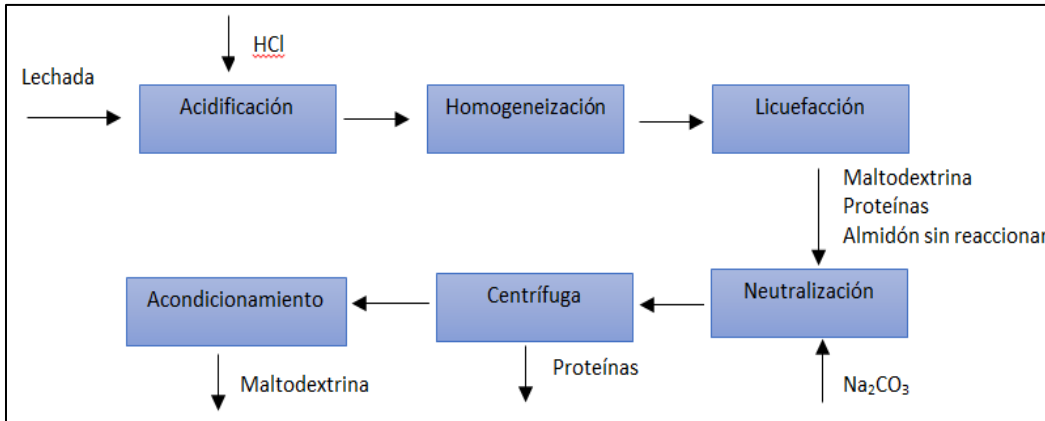 HCl
Lechada
Acidificación
Homogeneización
Licuefacción
Maltodextrina
Proteínas
Almidón sin reaccionar
Neutralización
Centrífuga
Acondicionamiento
Maltodextrina
Proteínas
Na₂CO₃